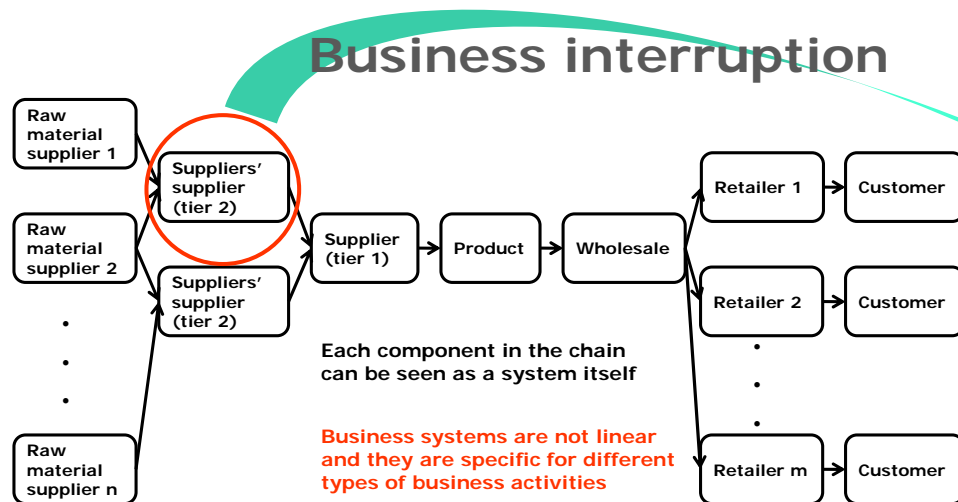 Business interruption
Raw
material
supplier 1
Suppliers'
supplier
(tier 2)
Retailer 1
Customer
Raw
material
supplier 2
Supplier
(tier 1)
Product
Wholesale
Suppliers'
supplier
(tier 2)
Retailer 2
Customer
Each component in the chain
can be seen as a system itself
Business systems are not linear
and they are specific for different
types of business activities
Raw
material
supplier n
Retailer m
Customer